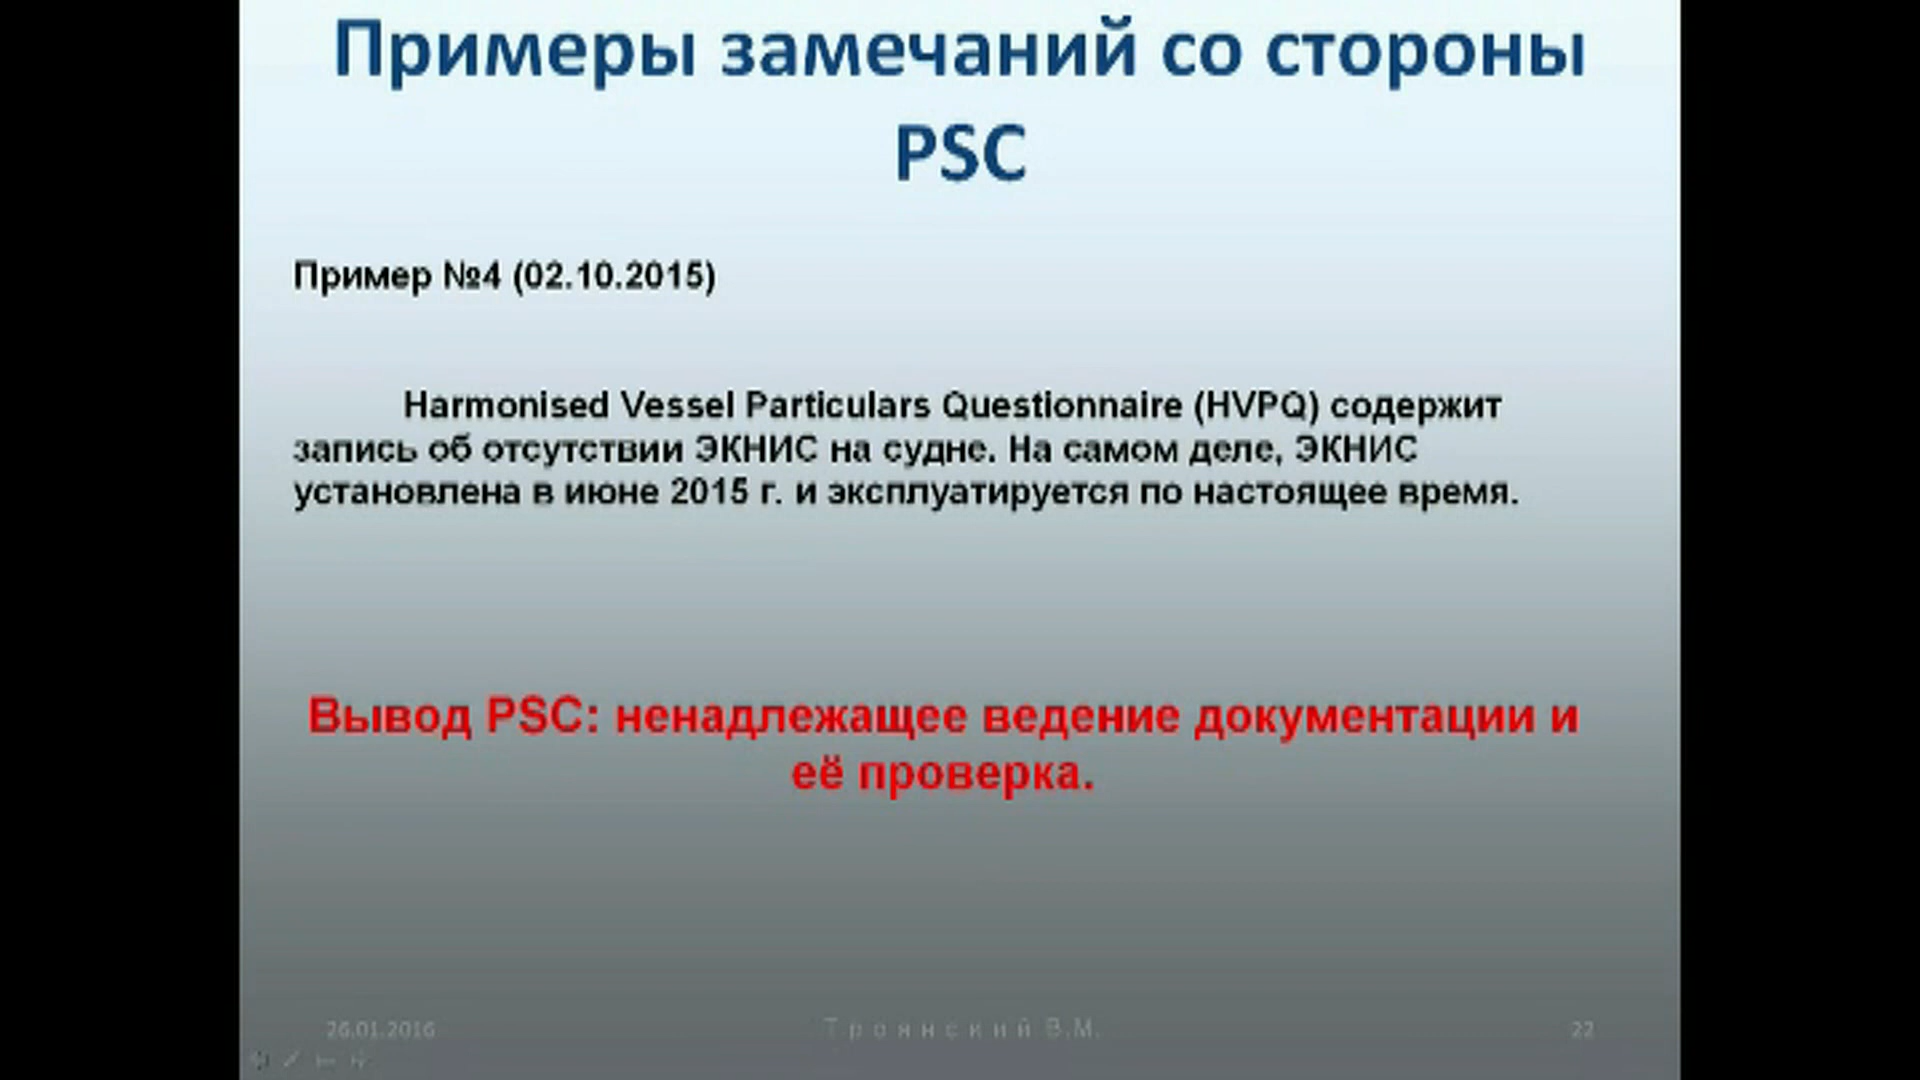 Примеры замечаний со стороны
PSC
Пример №4 (02.10.2015)
Harmonised Vessel Particulars Questionnaire (HVPQ) содержит
запись об отсутствии ЭКНИС на судне. На самом деле, ЭКНИС
установлена в июне 2015 г. и эксплуатируется по настоящее время.
Вывод PSC: ненадлежащее ведение документации и
её проверка.
26.01.2016
Т р о я н с к и й В.М.
22